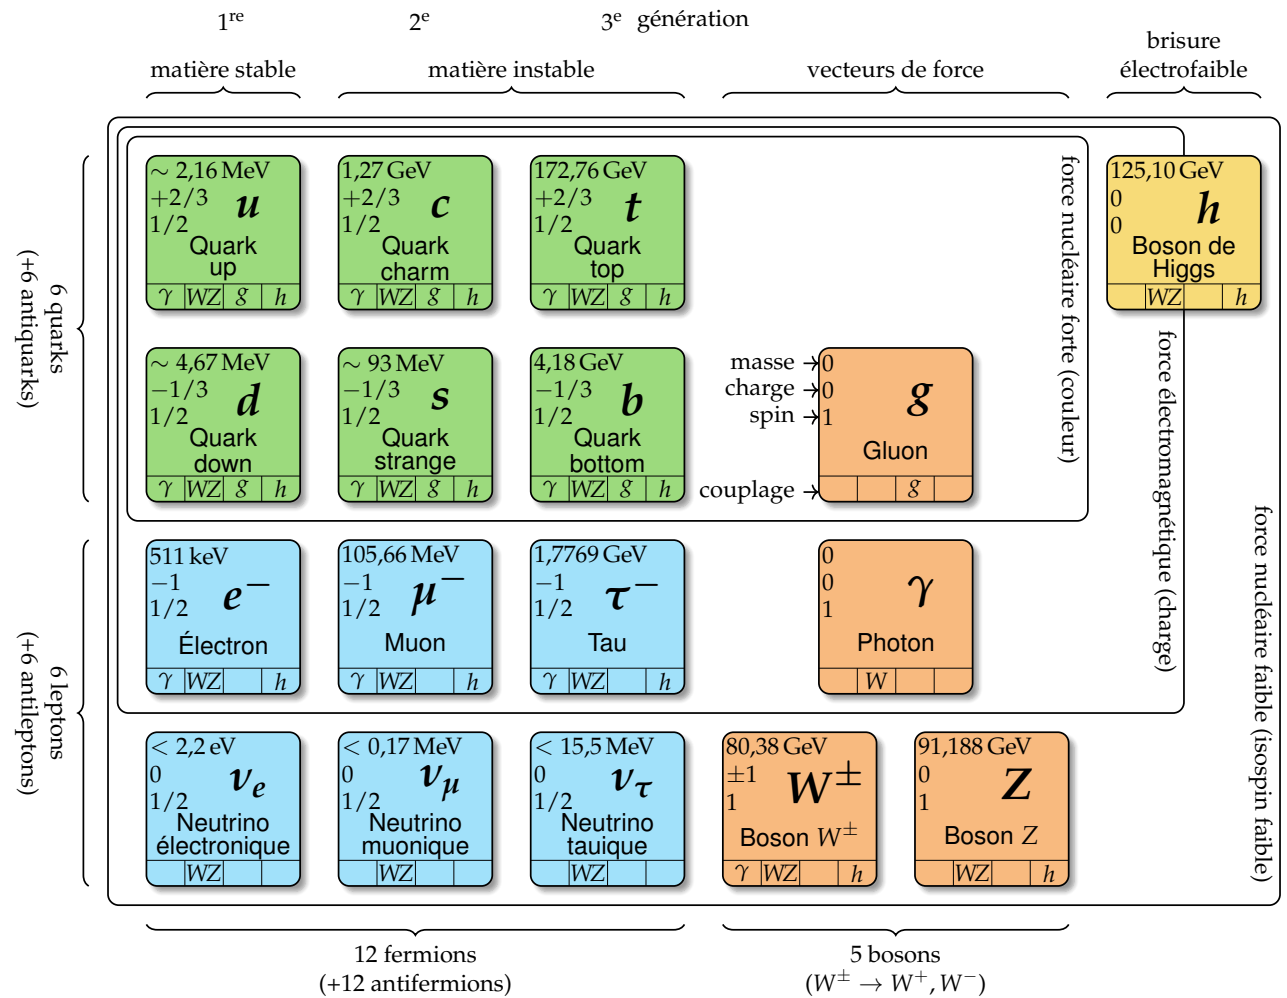 1re 2e 3e génération
matière stable
matière instable
vecteurs de force
brisure
électrofaible
6 quarks
(+6 antiquarks)
∼ 2,16 MeV
+2/3
1/2
u
Quark
up
γ WZ g h
1,27 GeV
+2/3
1/2
c
Quark
charm
γ WZ g h
172,76 GeV
+2/3
1/2
t
Quark
top
γ WZ g h
force nucléaire forte (couleur)
125,10 GeV
0
0
h
Boson de
Higgs
WZ h
∼ 4,67 MeV
−1/3
1/2
d
Quark
down
γ WZ g h
∼ 93 MeV
−1/3
1/2
s
Quark
strange
γ WZ g h
4,18 GeV
−1/3
1/2
b
Quark
bottom
γ WZ g h
masse
charge
spin
couplage
0
0
1
g
Gluon
g
force électromagnétique (charge)
force nucléaire faible (isospin faible)
6 leptons
(+6 antileptons)
511 keV
−1
1/2
e−
Électron
γ WZ h
105,66 MeV
−1
1/2
μ−
Muon
γ WZ h
1,7769 GeV
−1
1/2
τ−
Tau
γ WZ h
0
0
1
γ
Photon
W
< 2,2 eV
0
1/2
νe
Neutrino
électronique
WZ
< 0,17 MeV
0
1/2
νμ
Neutrino
muonique
WZ
< 15,5 MeV
0
1/2
ντ
Neutrino
tauique
WZ
80,38 GeV
±1
1
W±
Boson W±
γ WZ h
91,188 GeV
0
1
Z
Boson Z
WZ h
12 fermions
(+12 antifermions)
5 bosons
(W± → W+, W−)